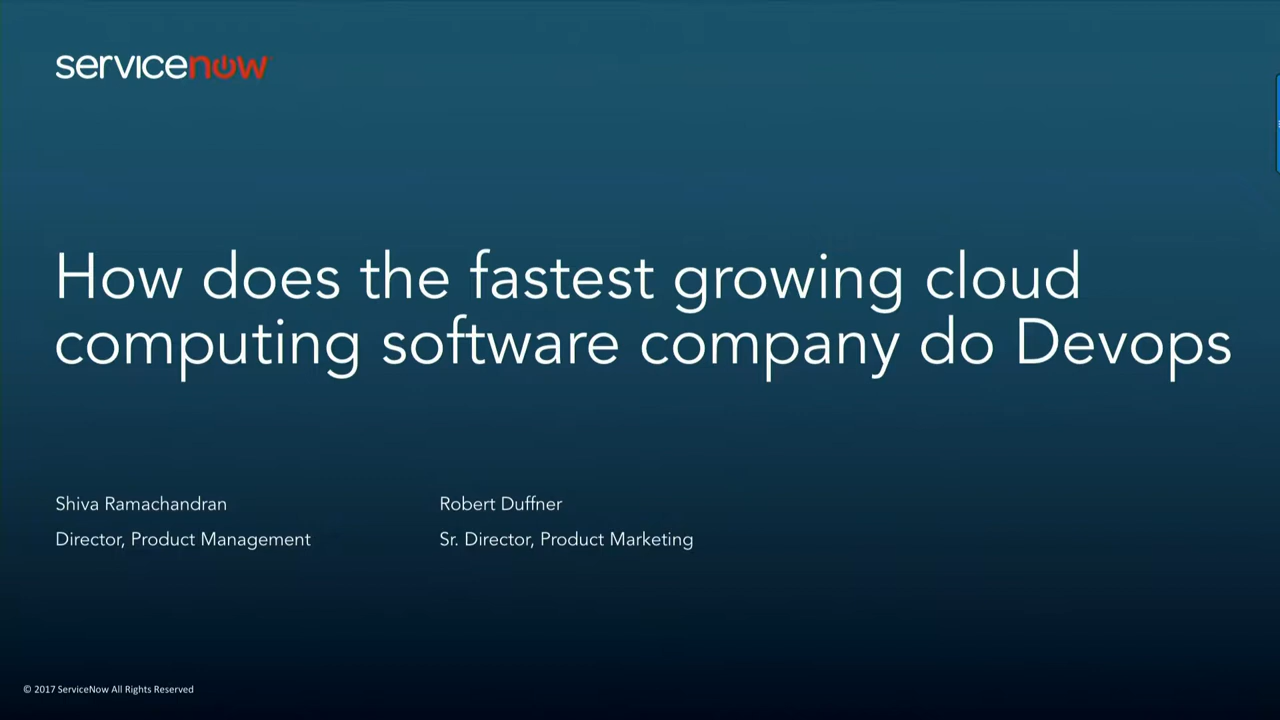 servicenow
How does the fastest growing cloud
computing software company do Devops
Shiva Ramachandran
Director, Product Management
Robert Duffner
Sr. Director, Product Marketing
© 2017 ServiceNow All Rights Reserved